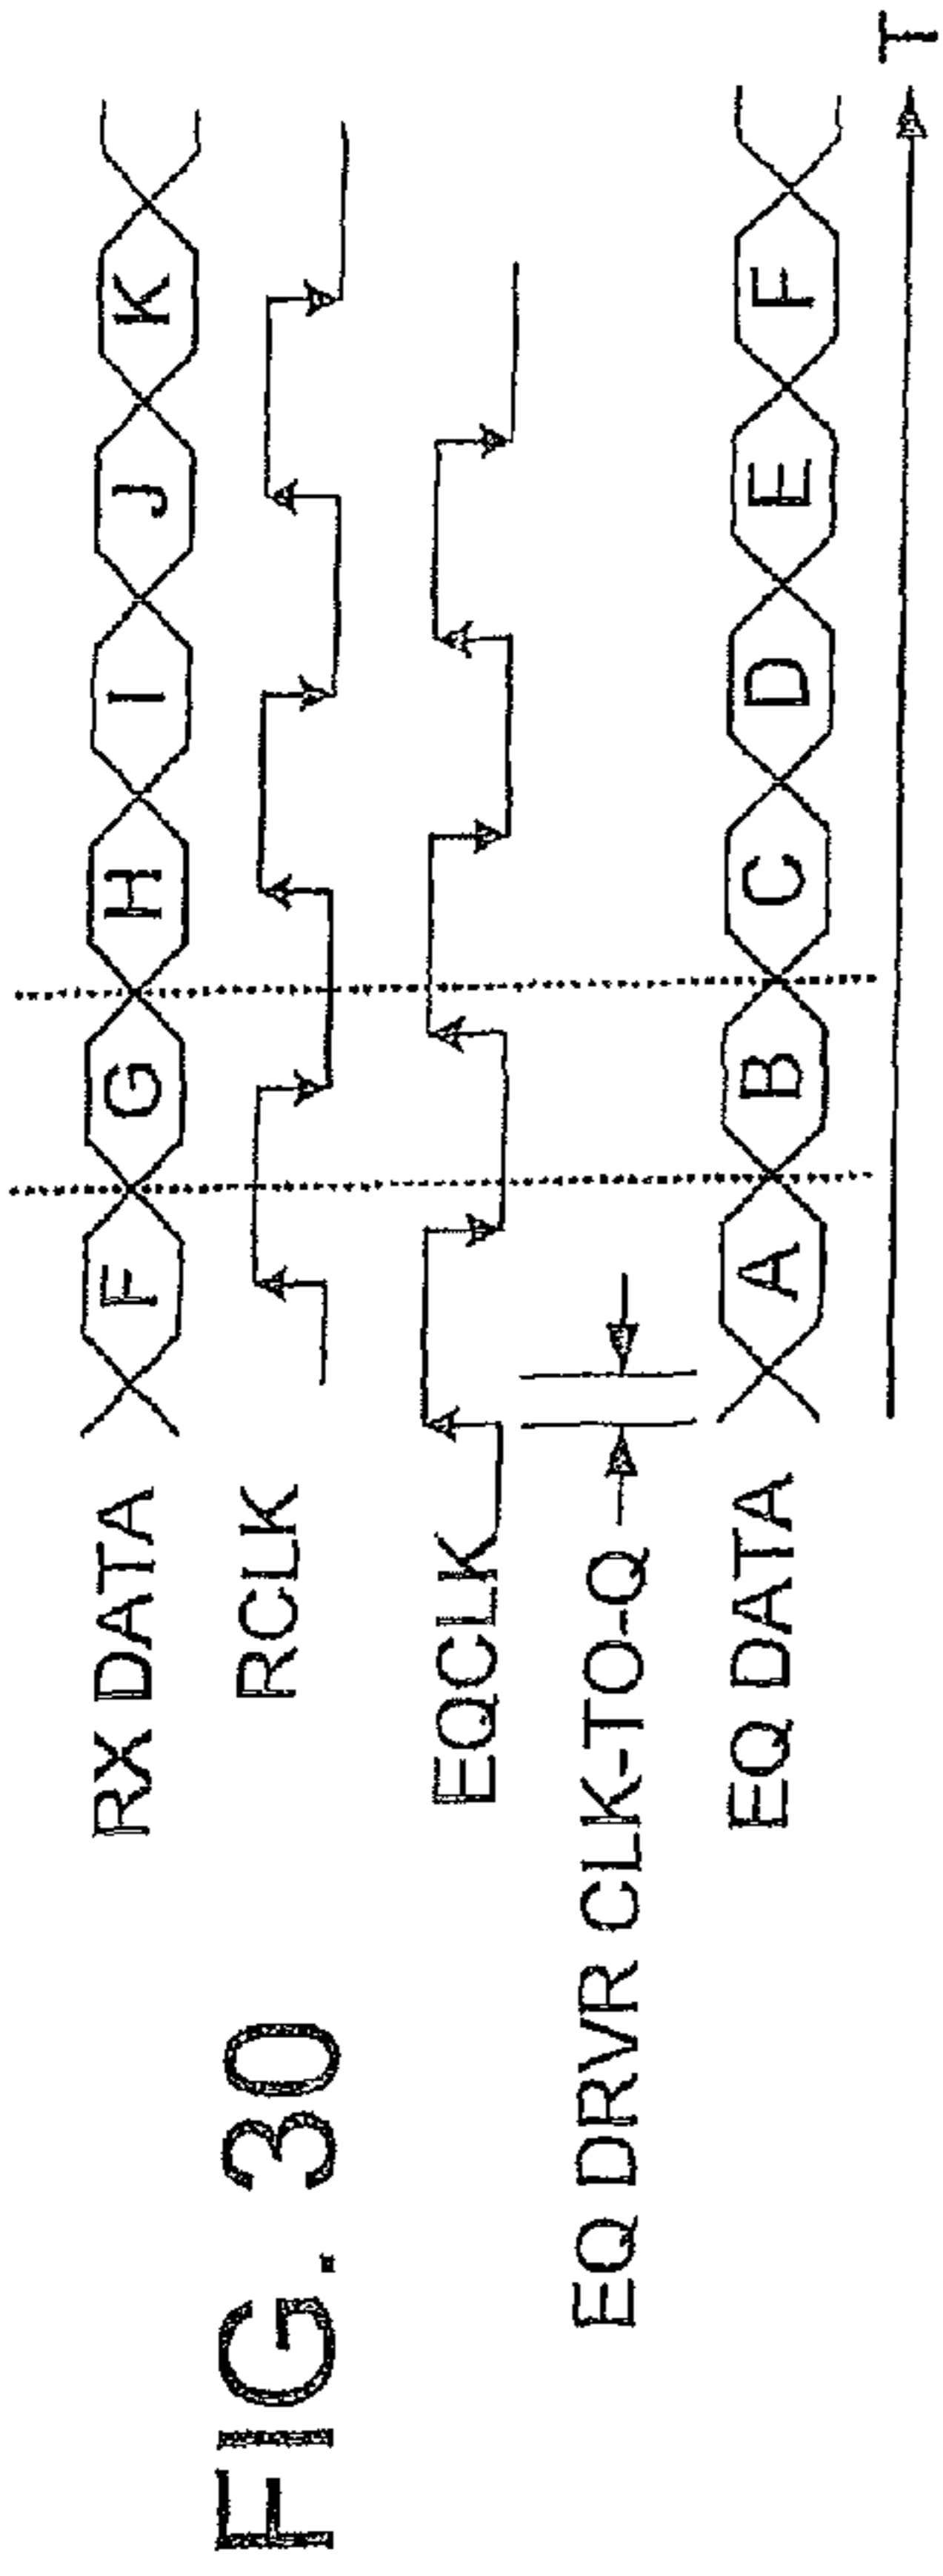 RX DATA F G H I J K
RCLK
EQCLK
EQ DRVR CLK-TO-Q
EQ DATA A B C D E F
T
FIG. 30